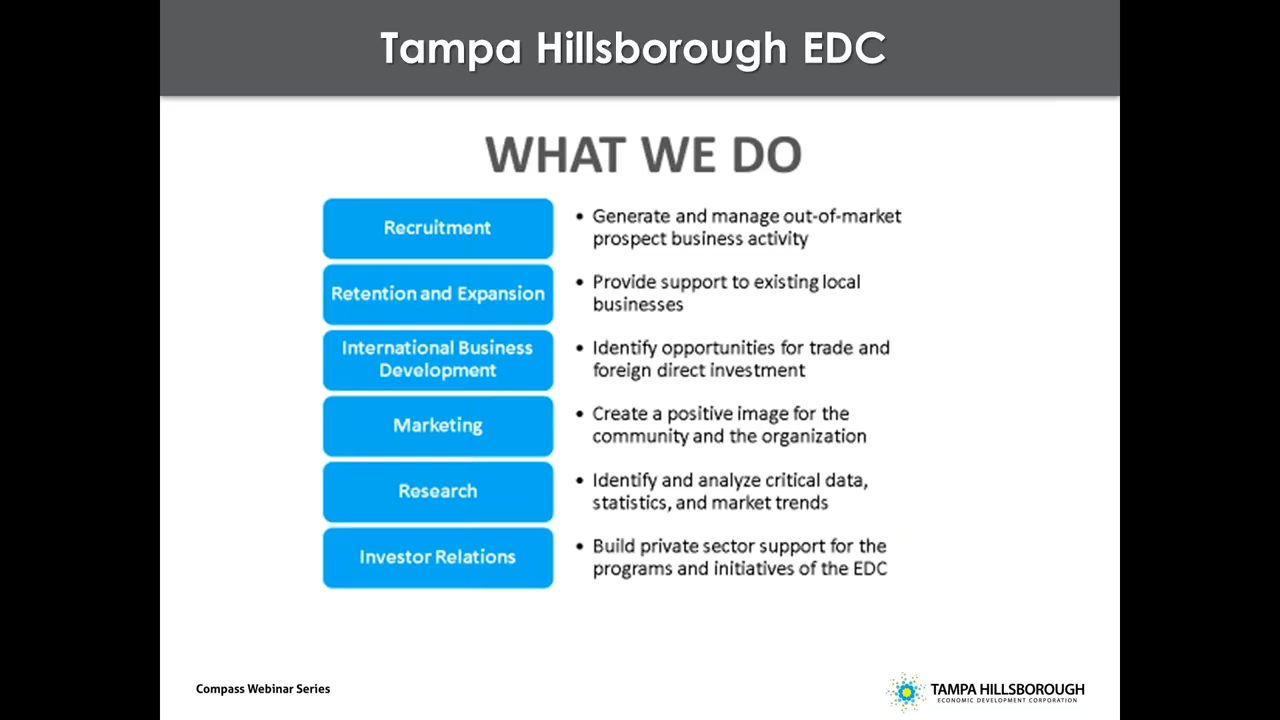 Tampa Hillsborough EDC
WHAT WE DO
Recruitment
• Generate and manage out-of-market
prospect business activity
Retention and Expansion
• Provide support to existing local
businesses
International Business
Development
• Identify opportunities for trade and
foreign direct investment
Marketing
• Create a positive image for the
community and the organization
Research
• Identify and analyze critical data,
statistics, and market trends
Investor Relations
• Build private sector support for the
programs and initiatives of the EDC
Compass Webinar Series
TAMPA HILLSBOROUGH
ECONOMIC DEVELOPMENT CORPORATION